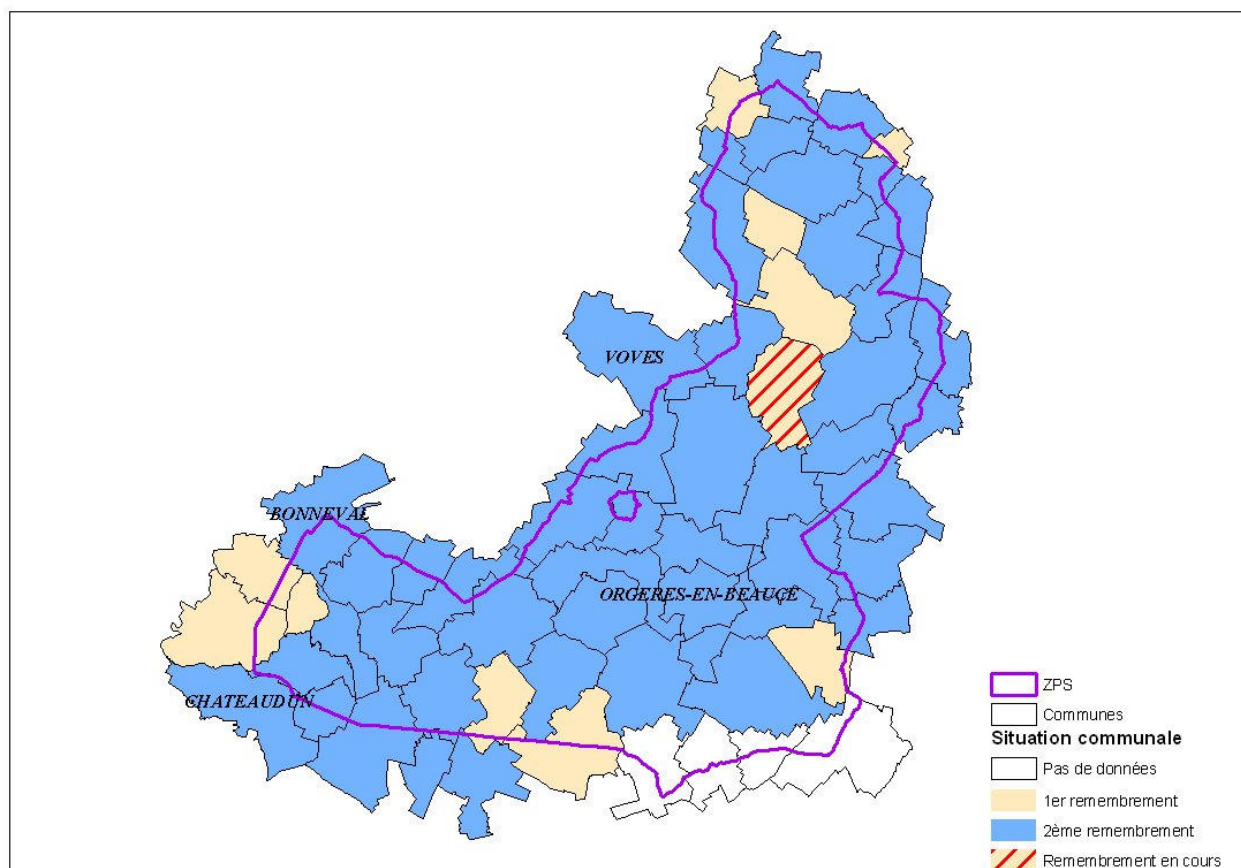 VOVES
BONNEVAL
ORGERES-EN-BEAUCE
CHATEAUDUN
ZPS
Communes
Situation communale
Pas de données
1er remembrement
2ème remembrement
Remembrement en cours